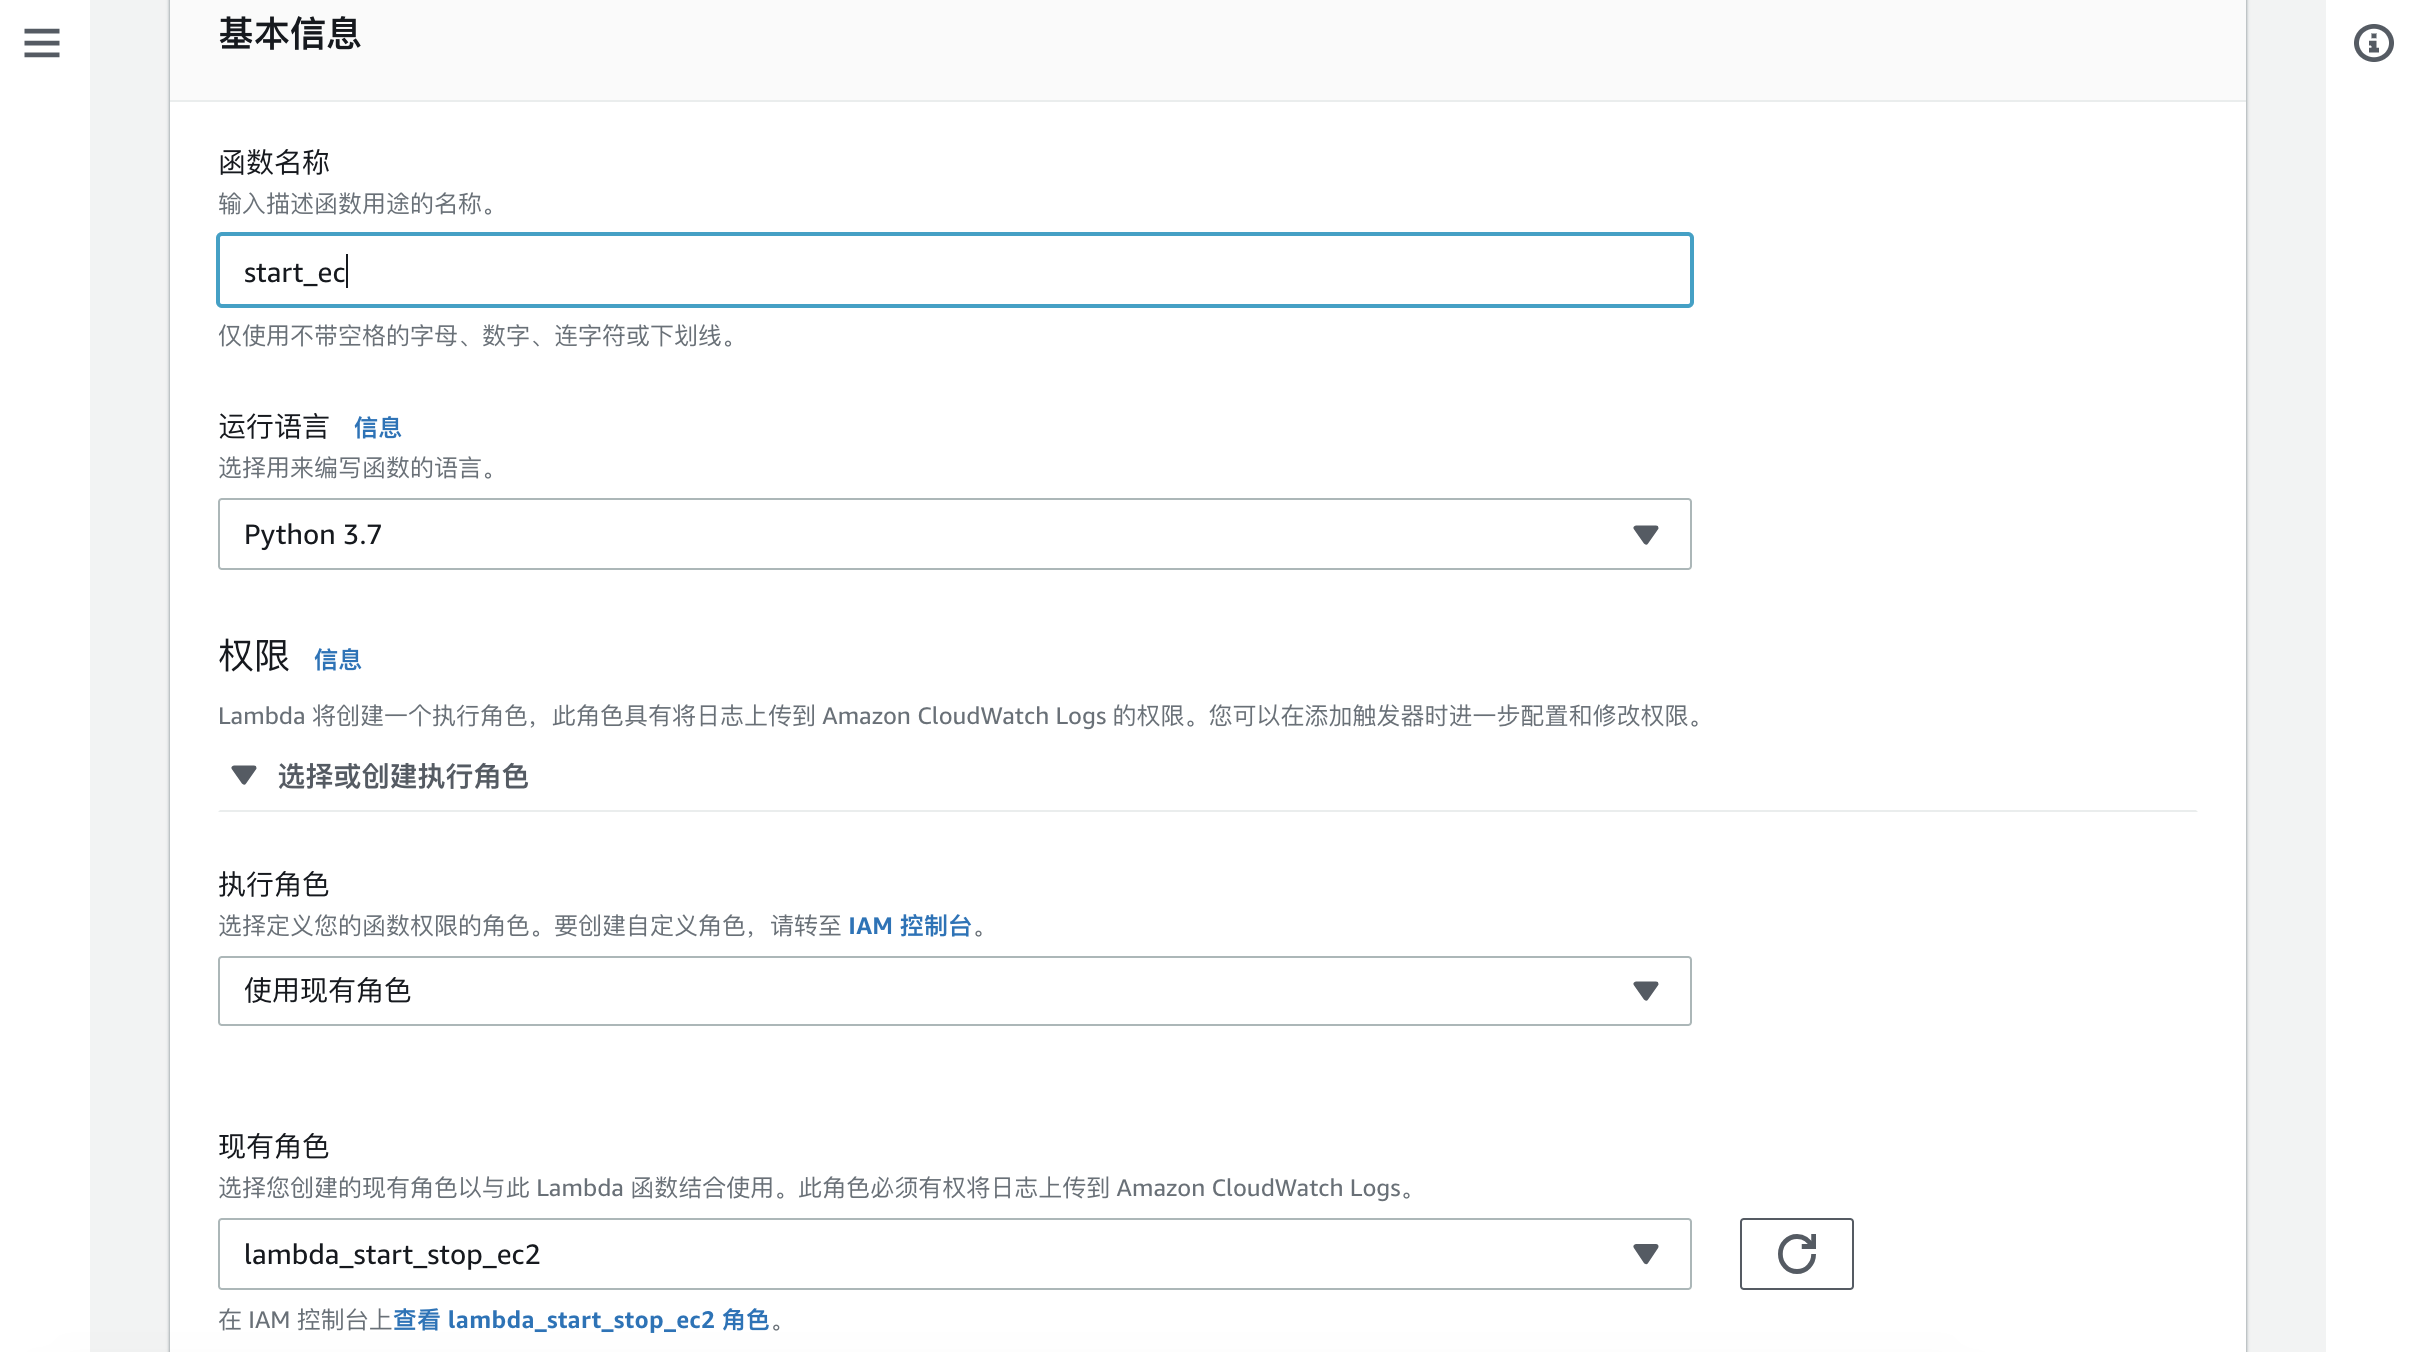 基本信息
函数名称
输入描述函数用途的名称。
start_ec
仅使用不带空格的字母、数字、连字符或下划线。
运行语言 信息
选择用来编写函数的语言。
Python 3.7
权限 信息
Lambda 将创建一个执行角色，此角色具有将日志上传到 Amazon CloudWatch Logs 的权限。您可以在添加触发器时进一步配置和修改权限。
选择或创建执行角色
执行角色
选择定义您的函数权限的角色。要创建自定义角色，请转至 IAM 控制台。
使用现有角色
现有角色
选择您创建的现有角色以与此 Lambda 函数结合使用。此角色必须有权将日志上传到 Amazon CloudWatch Logs。
lambda_start_stop_ec2
在 IAM 控制台上查看 lambda_start_stop_ec2 角色。